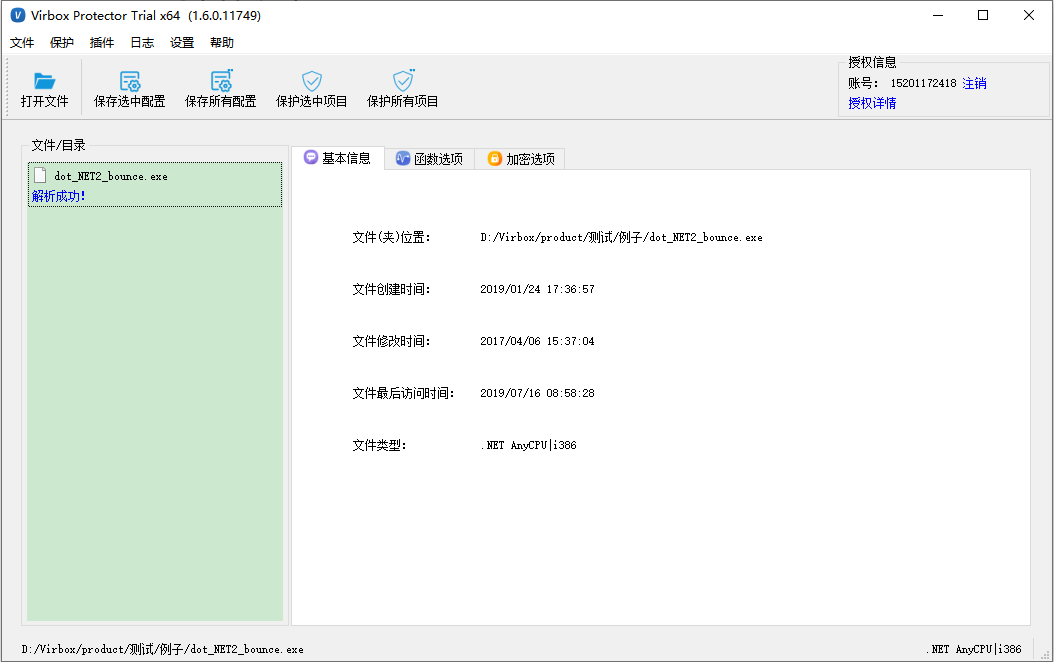 Virbox Protector Trial x64 (1.6.0.11749)
文件 保护 插件 日志 设置 帮助
打开文件 保存选中配置 保存所有配置 保护选中项目 保护所有项目
授权信息
账号： 15201172418 注销
授权详情
文件/目录
dot_NET2_bounce.exe
解析成功!
基本信息 函数选项 加密选项
文件(夹)位置: D:/Virbox/product/测试/例子/dot_NET2_bounce.exe
文件创建时间: 2019/01/24 17:36:57
文件修改时间: 2017/04/06 15:37:04
文件最后访问时间: 2019/07/16 08:58:28
文件类型: .NET AnyCPU|i386
D:/Virbox/product/测试/例子/dot_NET2_bounce.exe .NET AnyCPU|i386